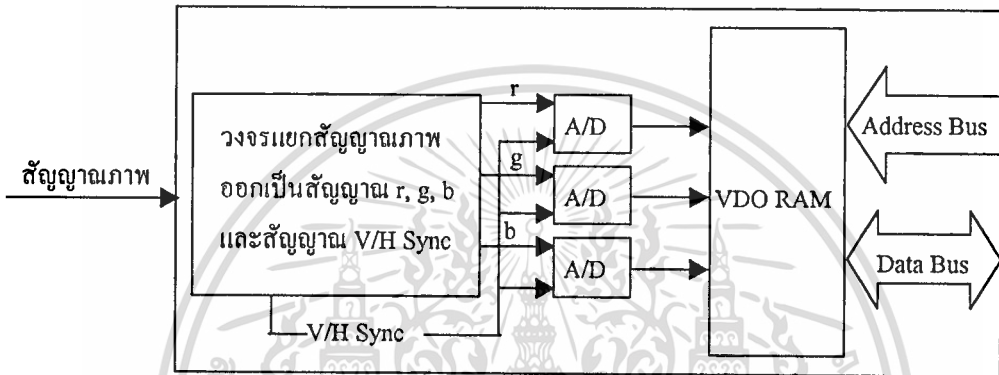 สัญญาณภาพ
วงจรแยกสัญญาณภาพ
ออกเป็นสัญญาณ r, g, b
และสัญญาณ V/H Sync
r
g
b
V/H Sync
A/D
A/D
A/D
VDO RAM
Address Bus
Data Bus